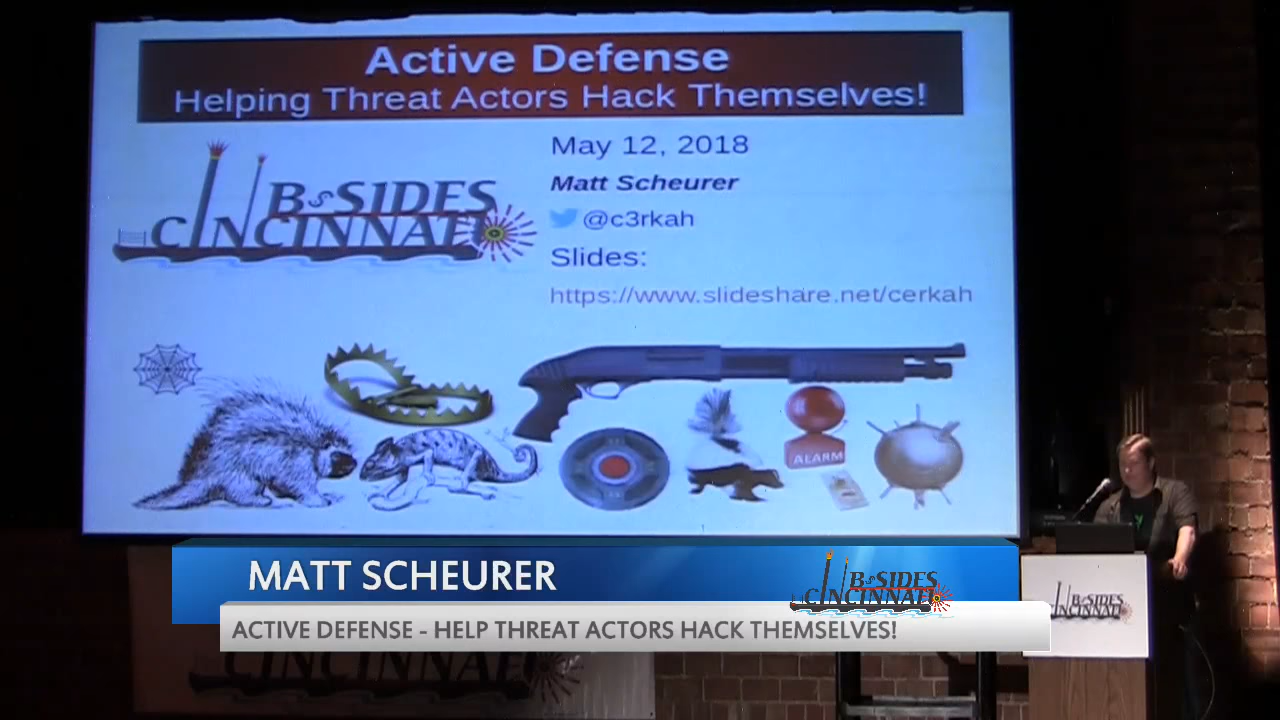 Active Defense
Helping Threat Actors Hack Themselves!
May 12, 2018
Matt Scheurer
@c3rkah
Slides:
https://www.slideshare.net/cerkah
B-SIDES
CINCINNATI
ALARM
MATT SCHEURER
B-SIDES
CINCINNATI
ACTIVE DEFENSE - HELP THREAT ACTORS HACK THEMSELVES!
B-SIDES
CINCINNATI
CINCINNATI